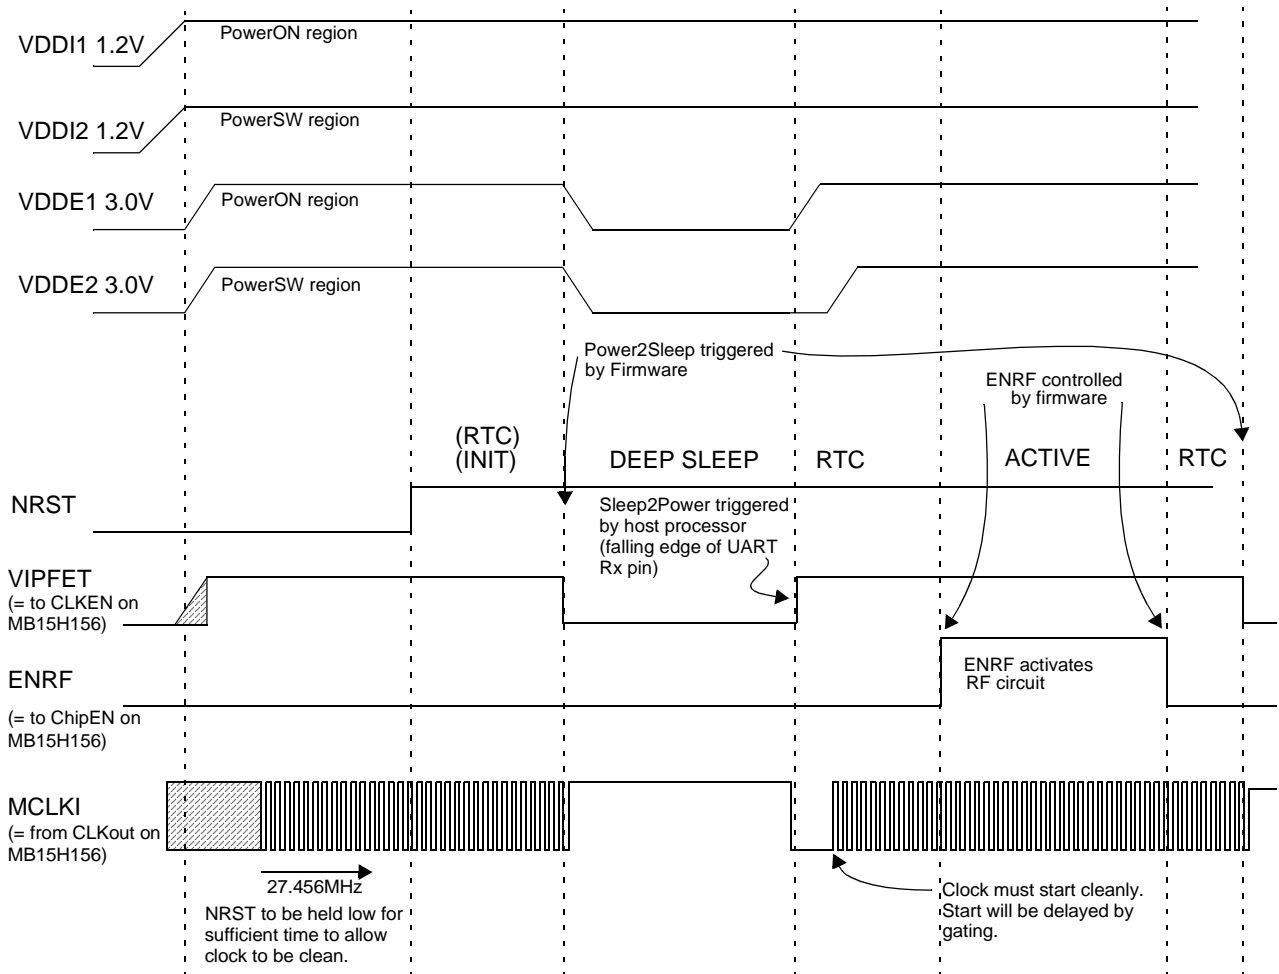 VDDI1 1.2V
PowerON region
VDDI2 1.2V
PowerSW region
VDDE1 3.0V
PowerON region
VDDE2 3.0V
PowerSW region
Power2Sleep triggered
by Firmware
ENRF controlled
by firmware
(RTC)
(INIT)
DEEP SLEEP
RTC
ACTIVE
RTC
NRST
Sleep2Power triggered
by host processor
(falling edge of UART
Rx pin)
VIPFET
(= to CLKEN on
MB15H156)
ENRF
(= to ChipEN on
MB15H156)
ENRF activates
RF circuit
MCLKI
(= from CLKout on
MB15H156)
27.456MHz
NRST to be held low for
sufficient time to allow
clock to be clean.
Clock must start cleanly.
Start will be delayed by
gating.